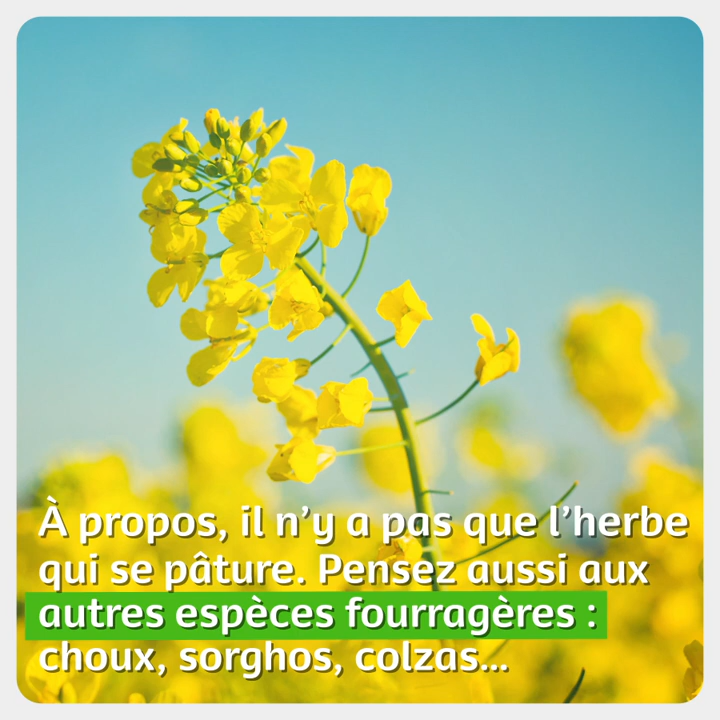 À propos, il n’y a pas que l’herbe
qui se pâture. Pensez aussi aux
autres espèces fourragères :
choux, sorghos, colzas...